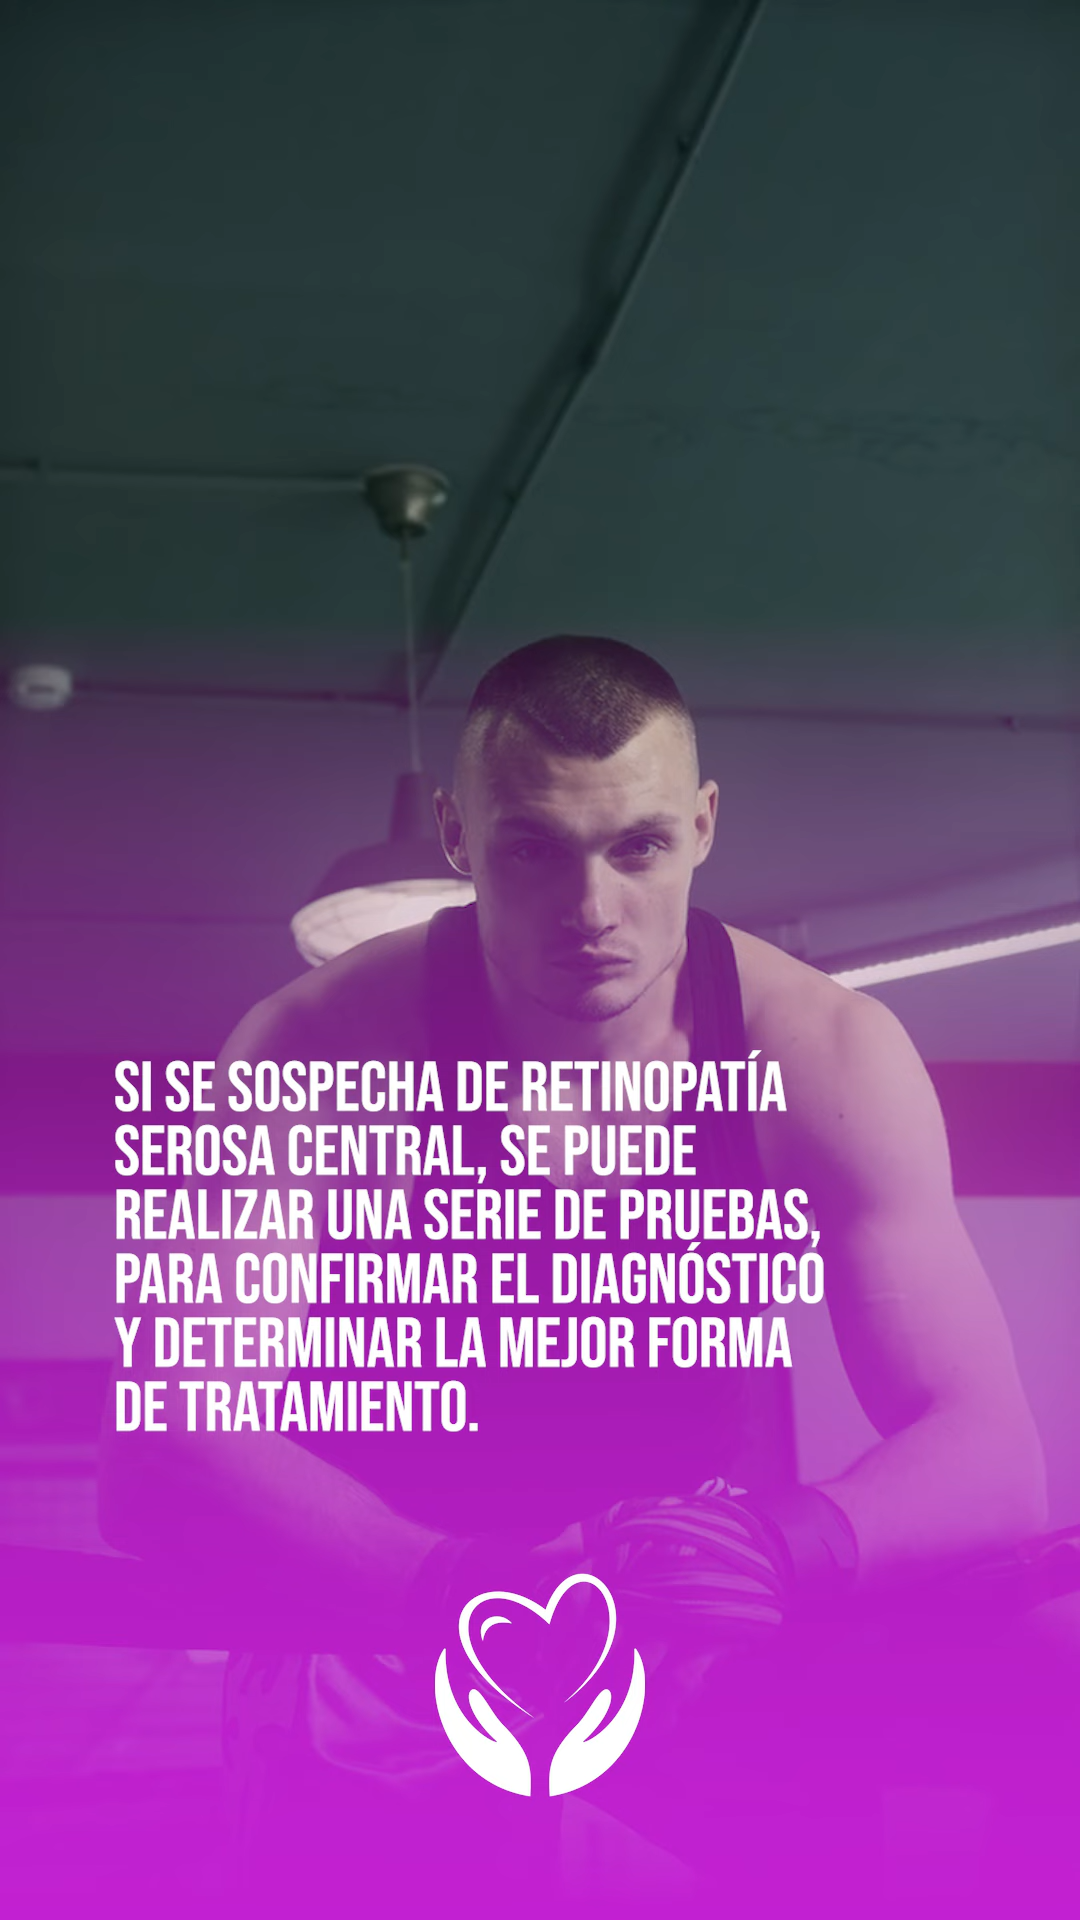 SI SE SOSPECHA DE RETINOPATÍA
SEROSA CENTRAL, SE PUEDE
REALIZAR UNA SERIE DE PRUEBAS,
PARA CONFIRMAR EL DIAGNÓSTICO
Y DETERMINAR LA MEJOR FORMA
DE TRATAMIENTO.